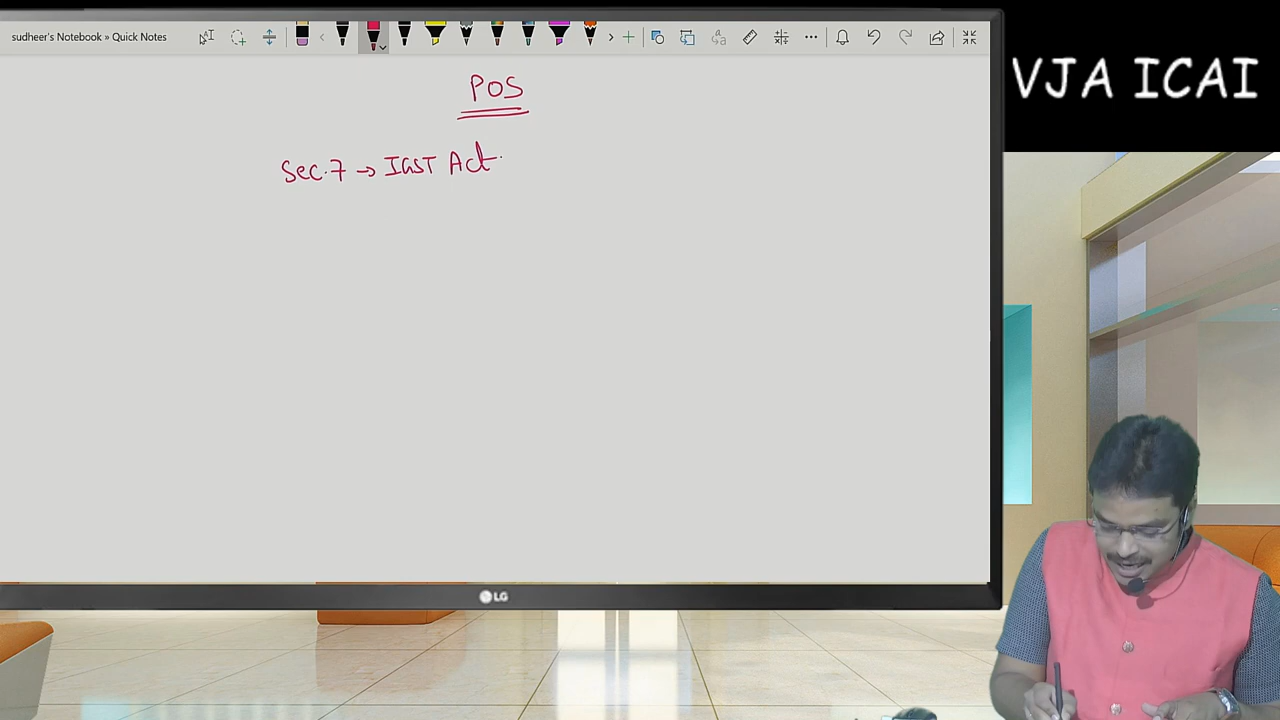 sudheer's Notebook » Quick Notes
VJA ICAI
POS
Sec.7 → IGST Act.
LG